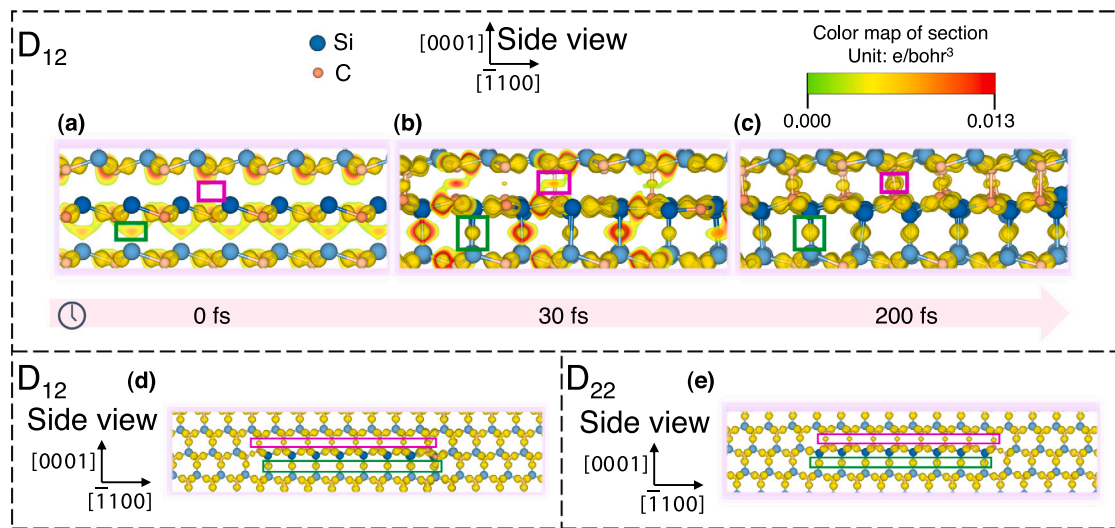 D₁₂
Si
C
[0001]
Side view
[1̅100]
Color map of section
Unit: e/bohr³
0.000
0.013
(a)
(b)
(c)
0 fs
30 fs
200 fs
D₁₂
(d)
Side view
[0001]
[1̅100]
D₂₂
(e)
Side view
[0001]
[1̅100]